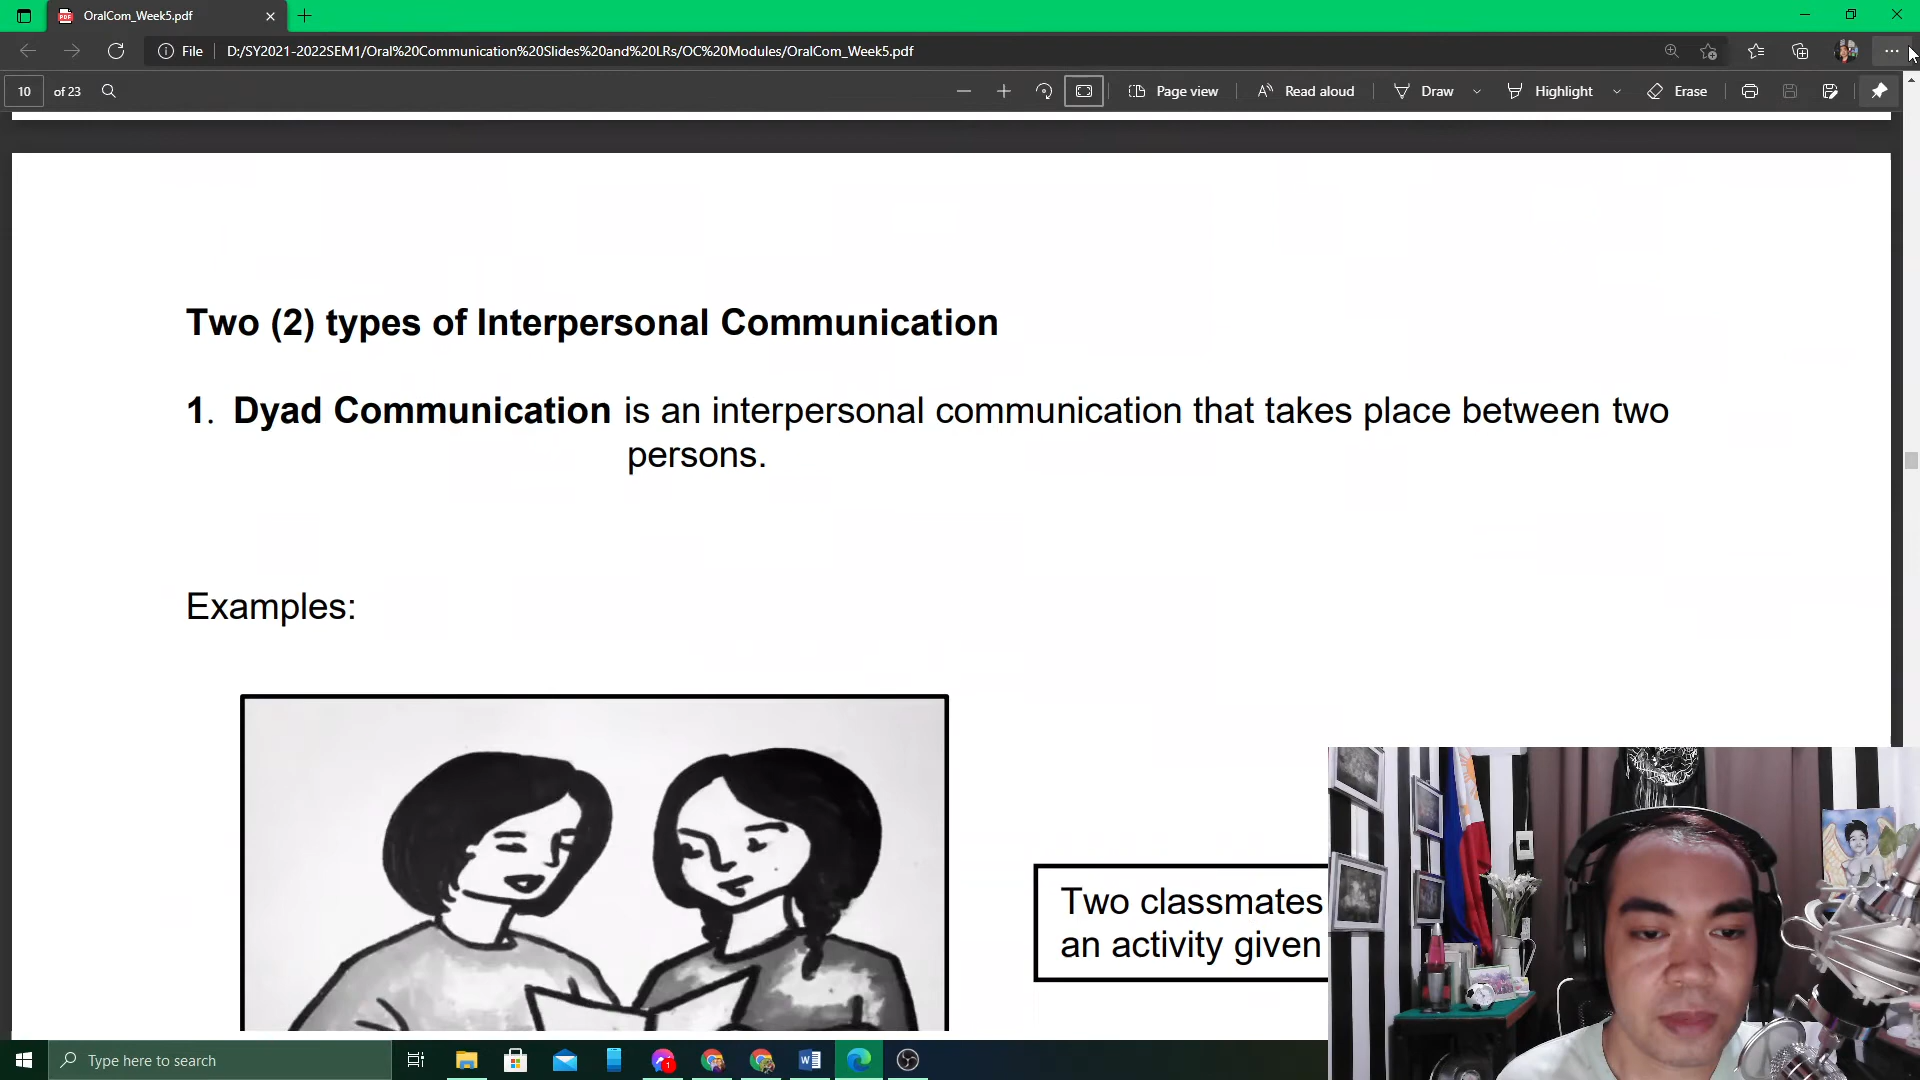 OralCom_Week5.pdf
File
D:/SY2021-2022SEM1/Oral%20Communication%20Slides%20and%20LRs/OC%20Modules/OralCom_Week5.pdf
10 of 23
Page view
Read aloud
Draw
Highlight
Erase
Two (2) types of Interpersonal Communication
1. Dyad Communication is an interpersonal communication that takes place between two
persons.
Examples:
Two classmates
an activity given
Type here to search
1